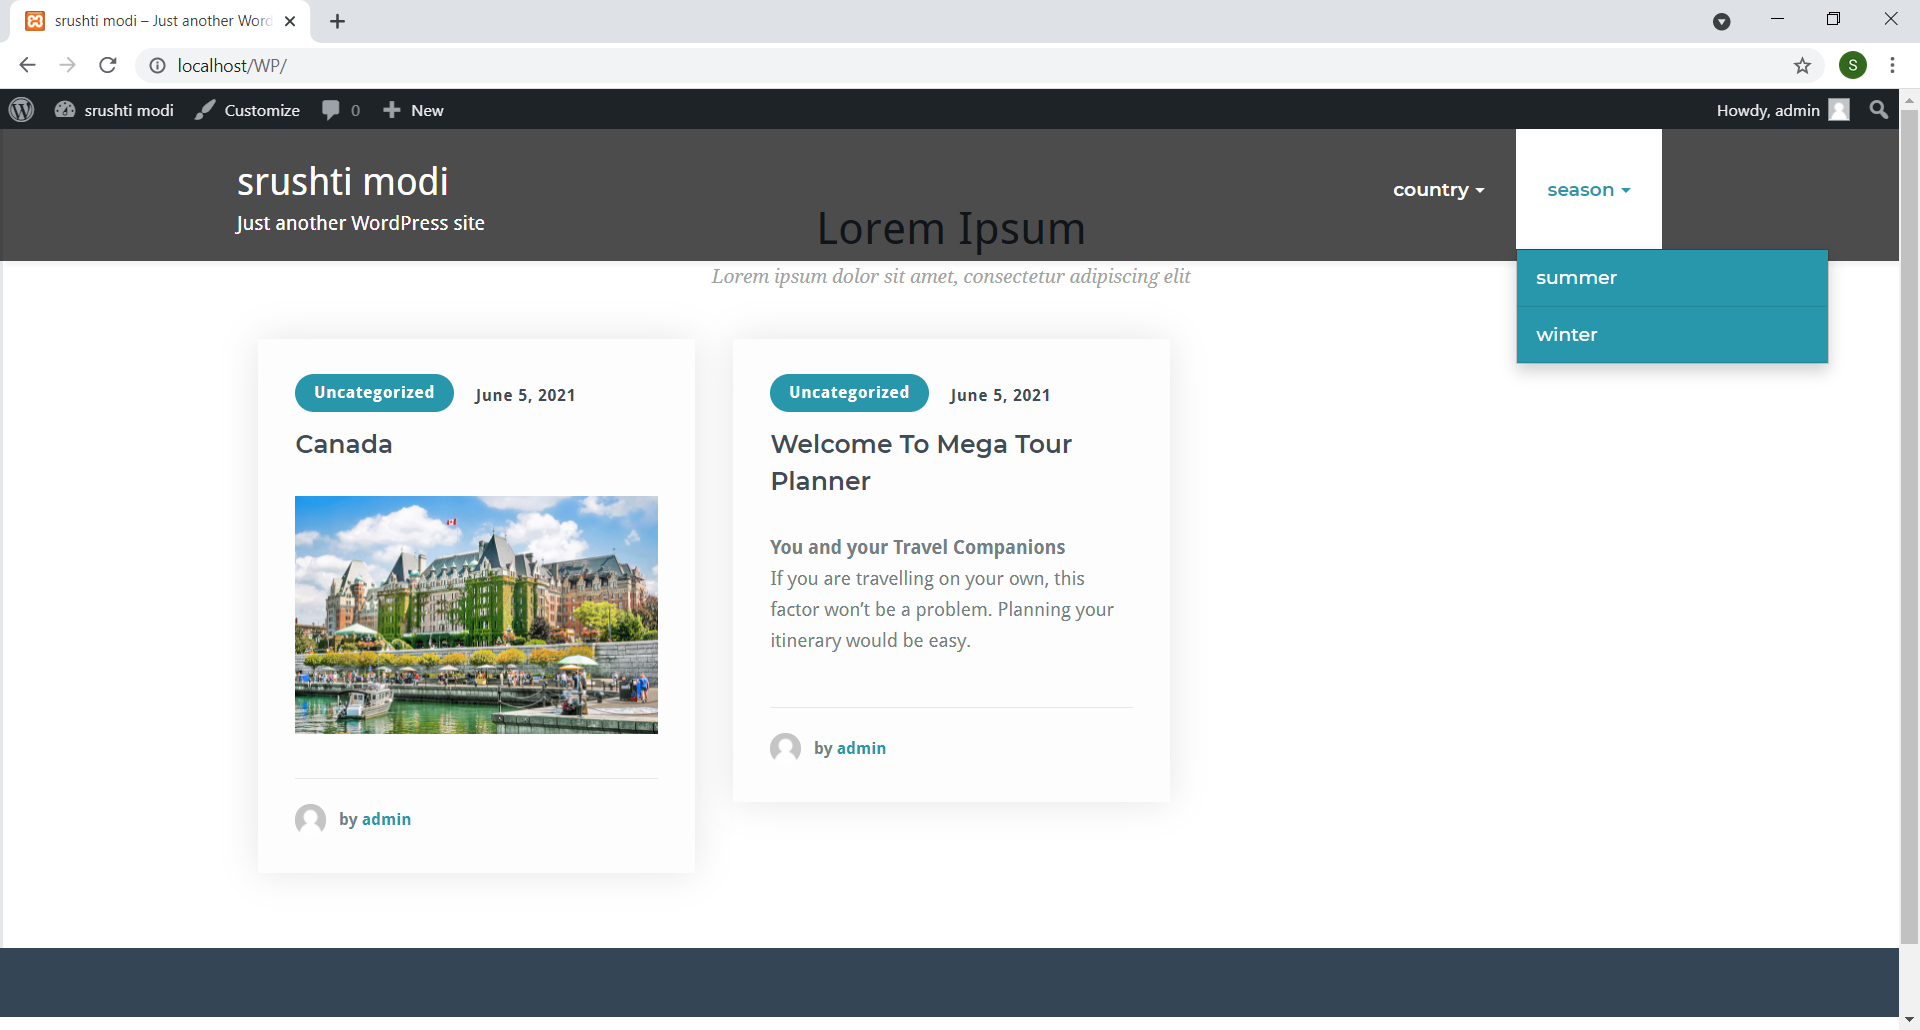 srushti modi – Just another Word
localhost/WP/
S
srushti modi
Customize
0
New
Howdy, admin
srushti modi
Just another WordPress site
country
season
summer
winter
Lorem Ipsum
Lorem ipsum dolor sit amet, consectetur adipiscing elit
Uncategorized
June 5, 2021
Canada
by admin
Uncategorized
June 5, 2021
Welcome To Mega Tour
Planner
You and your Travel Companions
If you are travelling on your own, this
factor won’t be a problem. Planning your
itinerary would be easy.
by admin